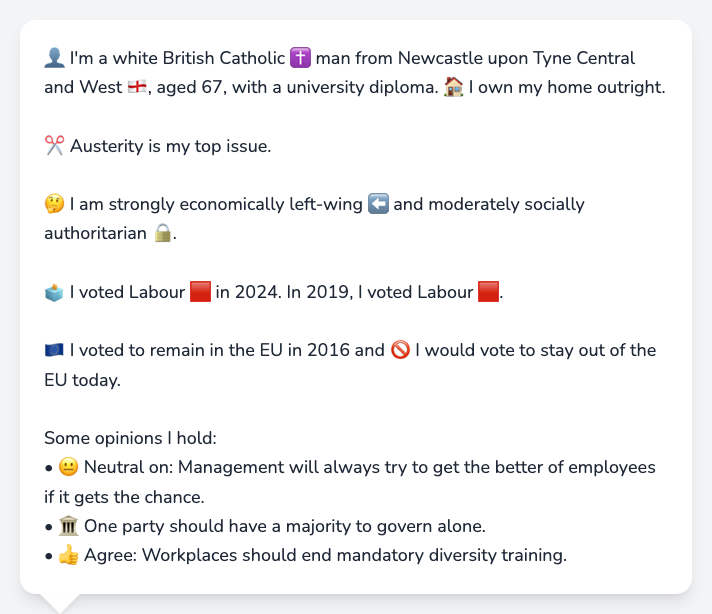 👤 I'm a white British Catholic ✝️ man from Newcastle upon Tyne Central
and West 🏴󠁧󠁢󠁥󠁮󠁧󠁿, aged 67, with a university diploma. 🏠 I own my home outright.
✂️ Austerity is my top issue.
🤔 I am strongly economically left-wing ⬅️ and moderately socially
authoritarian 🔒.
🗳️ I voted Labour 🟥 in 2024. In 2019, I voted Labour 🟥.
🇪🇺 I voted to remain in the EU in 2016 and 🚫 I would vote to stay out of the
EU today.
Some opinions I hold:
• 😐 Neutral on: Management will always try to get the better of employees
if it gets the chance.
• 🏛️ One party should have a majority to govern alone.
• 👍 Agree: Workplaces should end mandatory diversity training.